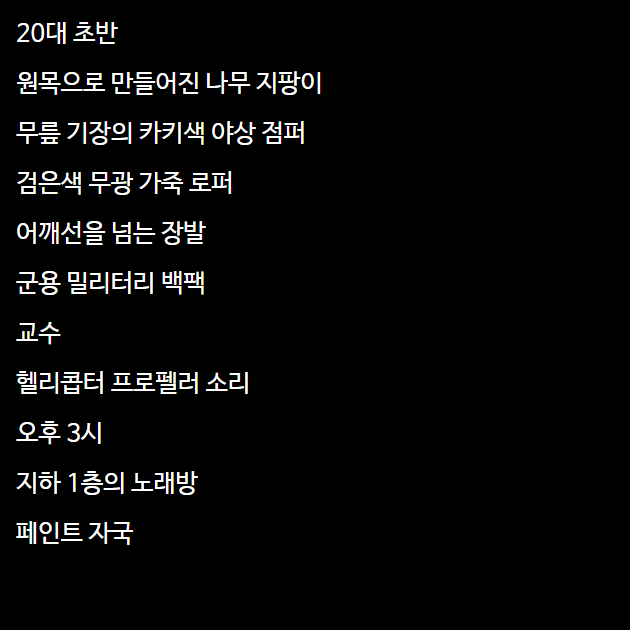 20대 초반
원목으로 만들어진 나무 지팡이
무릎 기장의 카키색 야상 점퍼
검은색 무광 가죽 로퍼
어깨선을 넘는 장발
군용 밀리터리 백팩
교수
헬리콥터 프로펠러 소리
오후 3시
지하 1층의 노래방
페인트 자국